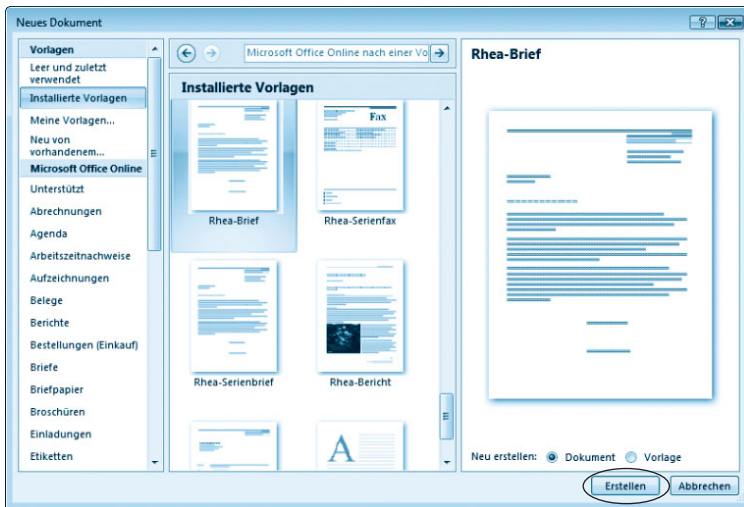 Neues Dokument
Vorlagen
Leer und zuletzt
verwendet
Installierte Vorlagen
Meine Vorlagen...
Neu von
vorhandenem...
Microsoft Office Online
Unterstützt
Abrechnungen
Agenda
Arbeitszeitnachweise
Aufzeichnungen
Belege
Berichte
Bestellungen (Einkauf)
Briefe
Briefpapier
Broschüren
Einladungen
Etiketten
Microsoft Office Online nach einer Vo
Installierte Vorlagen
Fax
Rhea-Brief
Rhea-Serienfax
Rhea-Serienbrief
Rhea-Bericht
A
Rhea-Brief
Neu erstellen: Dokument Vorlage
Erstellen
Abbrechen